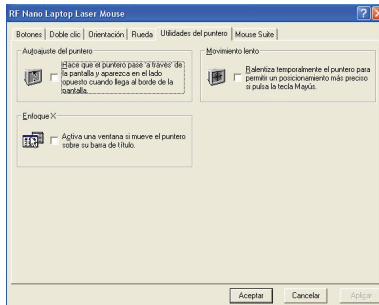 RF Nano Laptop Laser Mouse
Botones
Doble clic
Orientación
Rueda
Utilidades del puntero
Mouse Suite
Autoajuste del puntero
Hace que el puntero pase 'a través' de
la pantalla y aparezca en el lado
opuesto cuando llega al borde de la
pantalla.
Movimiento lento
Ralentiza temporalmente el puntero para
permitir un posicionamiento más preciso
si pulsa la tecla Mayús.
Enfoque X
Activa una ventana si mueve el puntero
sobre su barra de título.
Aceptar
Cancelar
Aplicar